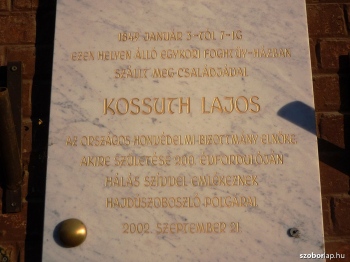 1849 JANUÁR 3-TÓL 7-IG
EZEN HELYEN ÁLLÓ EGYKORI FOGHTÜY-HÁZBAN
SZÁLLT MEG CSALÁDJÁVAL
KOSSUTH LAJOS
AZ ORSZÁGOS HONVÉDELMI BIZOTTMÁNY ELNÖKE,
AKIRE SZÜLETÉSE 200. ÉVFORDULÓJÁN
HÁLÁS SZÍVVEL EMLÉKEZNEK
HAJDÚSZOBOSZLÓ POLGÁRAI
2002. SZEPTEMBER 21
szoborlap.hu